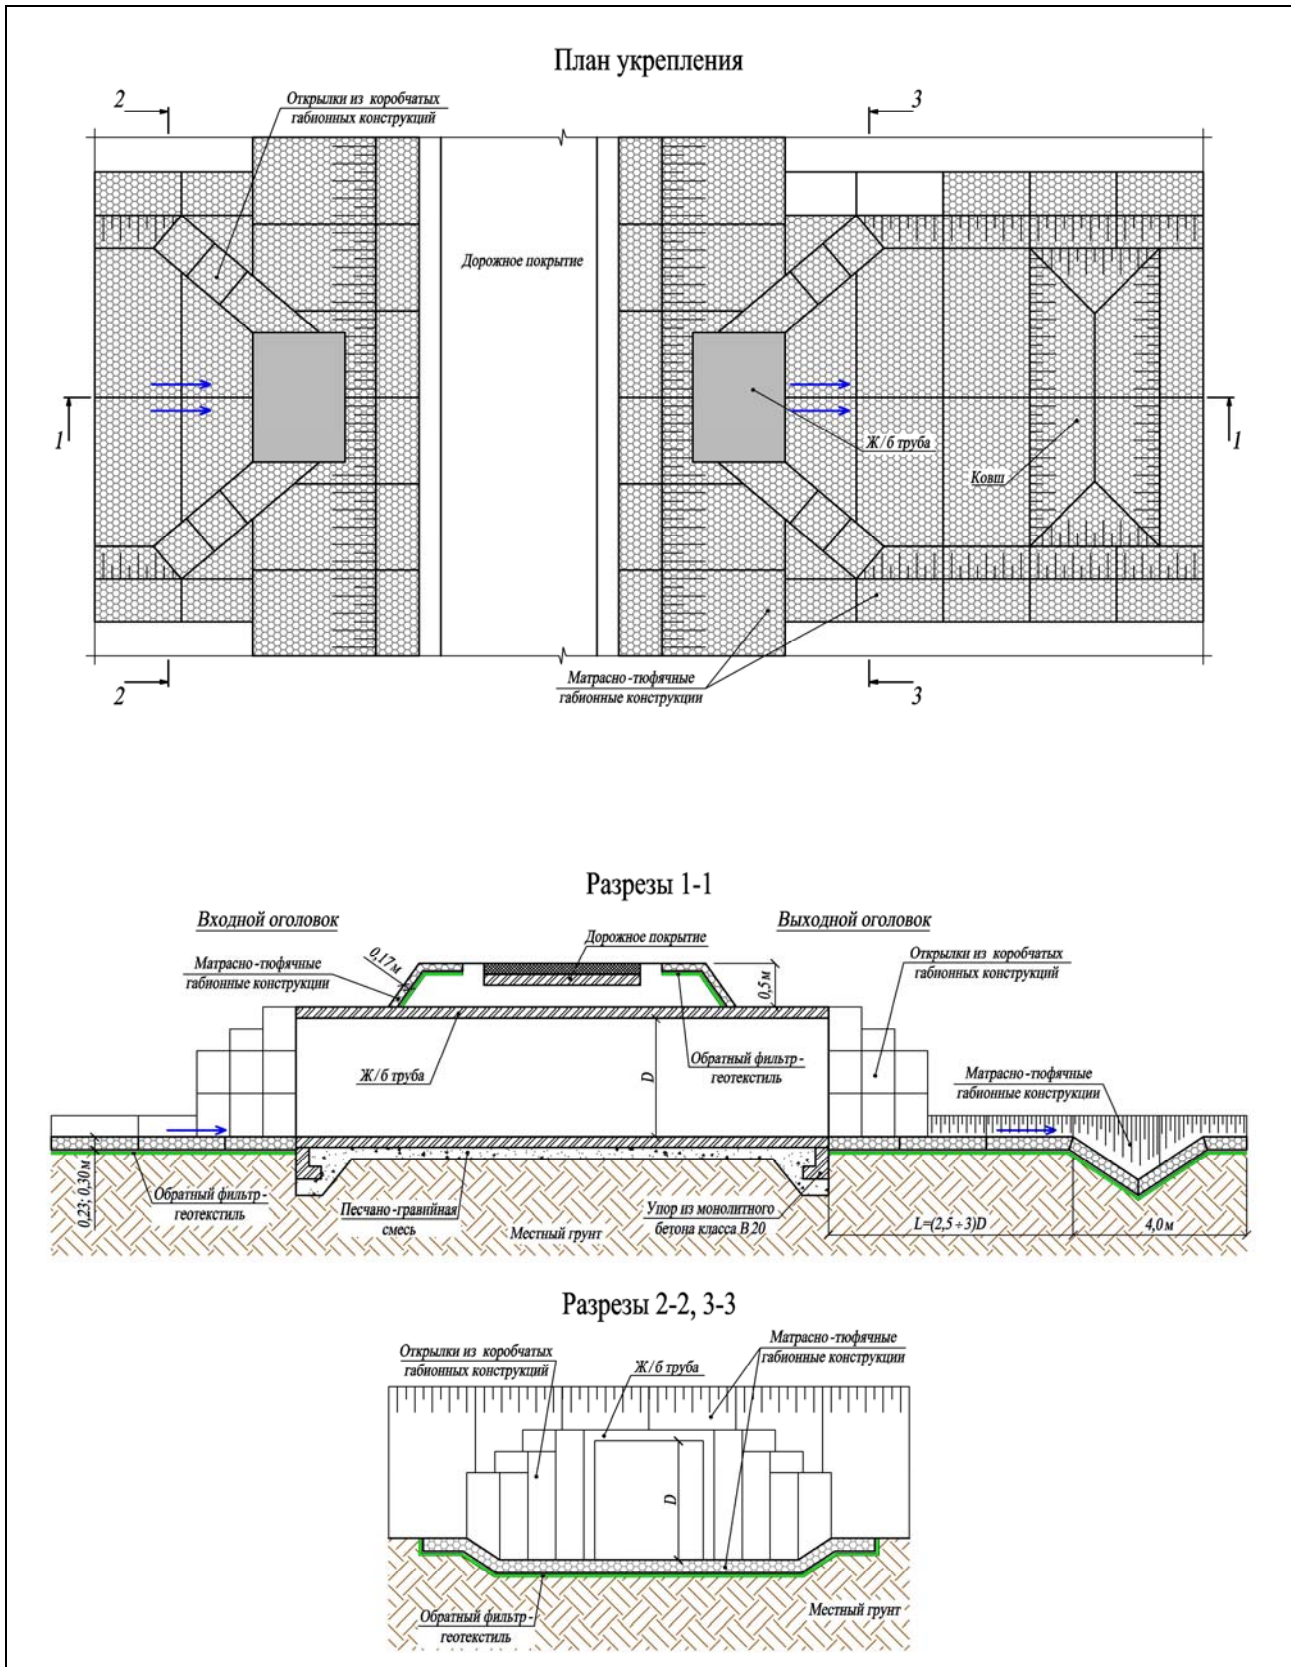 План укрепления
2
Открылки из коробчатых
габионных конструкций
3
Дорожное покрытие
1
1
Ж/б труба
Ковш
Матрасно-тюфячные
габионные конструкции
2
3
Разрезы 1-1
Входной оголовок
Выходной оголовок
Дорожное покрытие
Открылки из коробчатых
габионных конструкций
0,17м
Матрасно-тюфячные
габионные конструкции
0,5м
Обратный фильтр-
геотекстиль
Ж/б труба
D
Матрасно-тюфячные
габионные конструкции
0,23; 0,30м
Обратный фильтр-
геотекстиль
Песчано-гравийная
смесь
Местный грунт
Упор из монолитного
бетона класса В20
L=(2,5÷3)D
4,0м
Разрезы 2-2, 3-3
Открылки из коробчатых
габионных конструкций
Ж/б труба
Матрасно-тюфячные
габионные конструкции
D
Обратный фильтр-
геотекстиль
Местный грунт